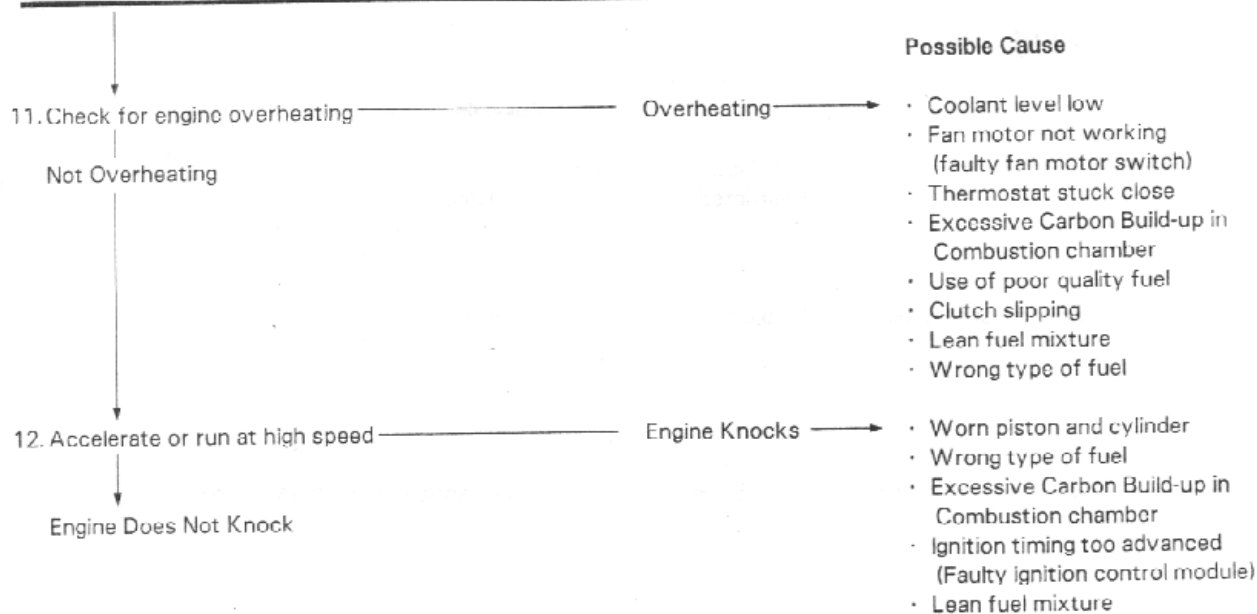 Possible Cause
11. Check for engine overheating Overheating · Coolant level low
· Fan motor not working
(faulty fan motor switch)
Not Overheating
· Thermostat stuck close
· Excessive Carbon Build-up in
Combustion chamber
· Use of poor quality fuel
· Clutch slipping
· Lean fuel mixture
· Wrong type of fuel
12. Accelerate or run at high speed Engine Knocks · Worn piston and cylinder
· Wrong type of fuel
· Excessive Carbon Build-up in
Combustion chamber
Engine Does Not Knock
· Ignition timing too advanced
(Faulty ignition control module)
· Lean fuel mixture